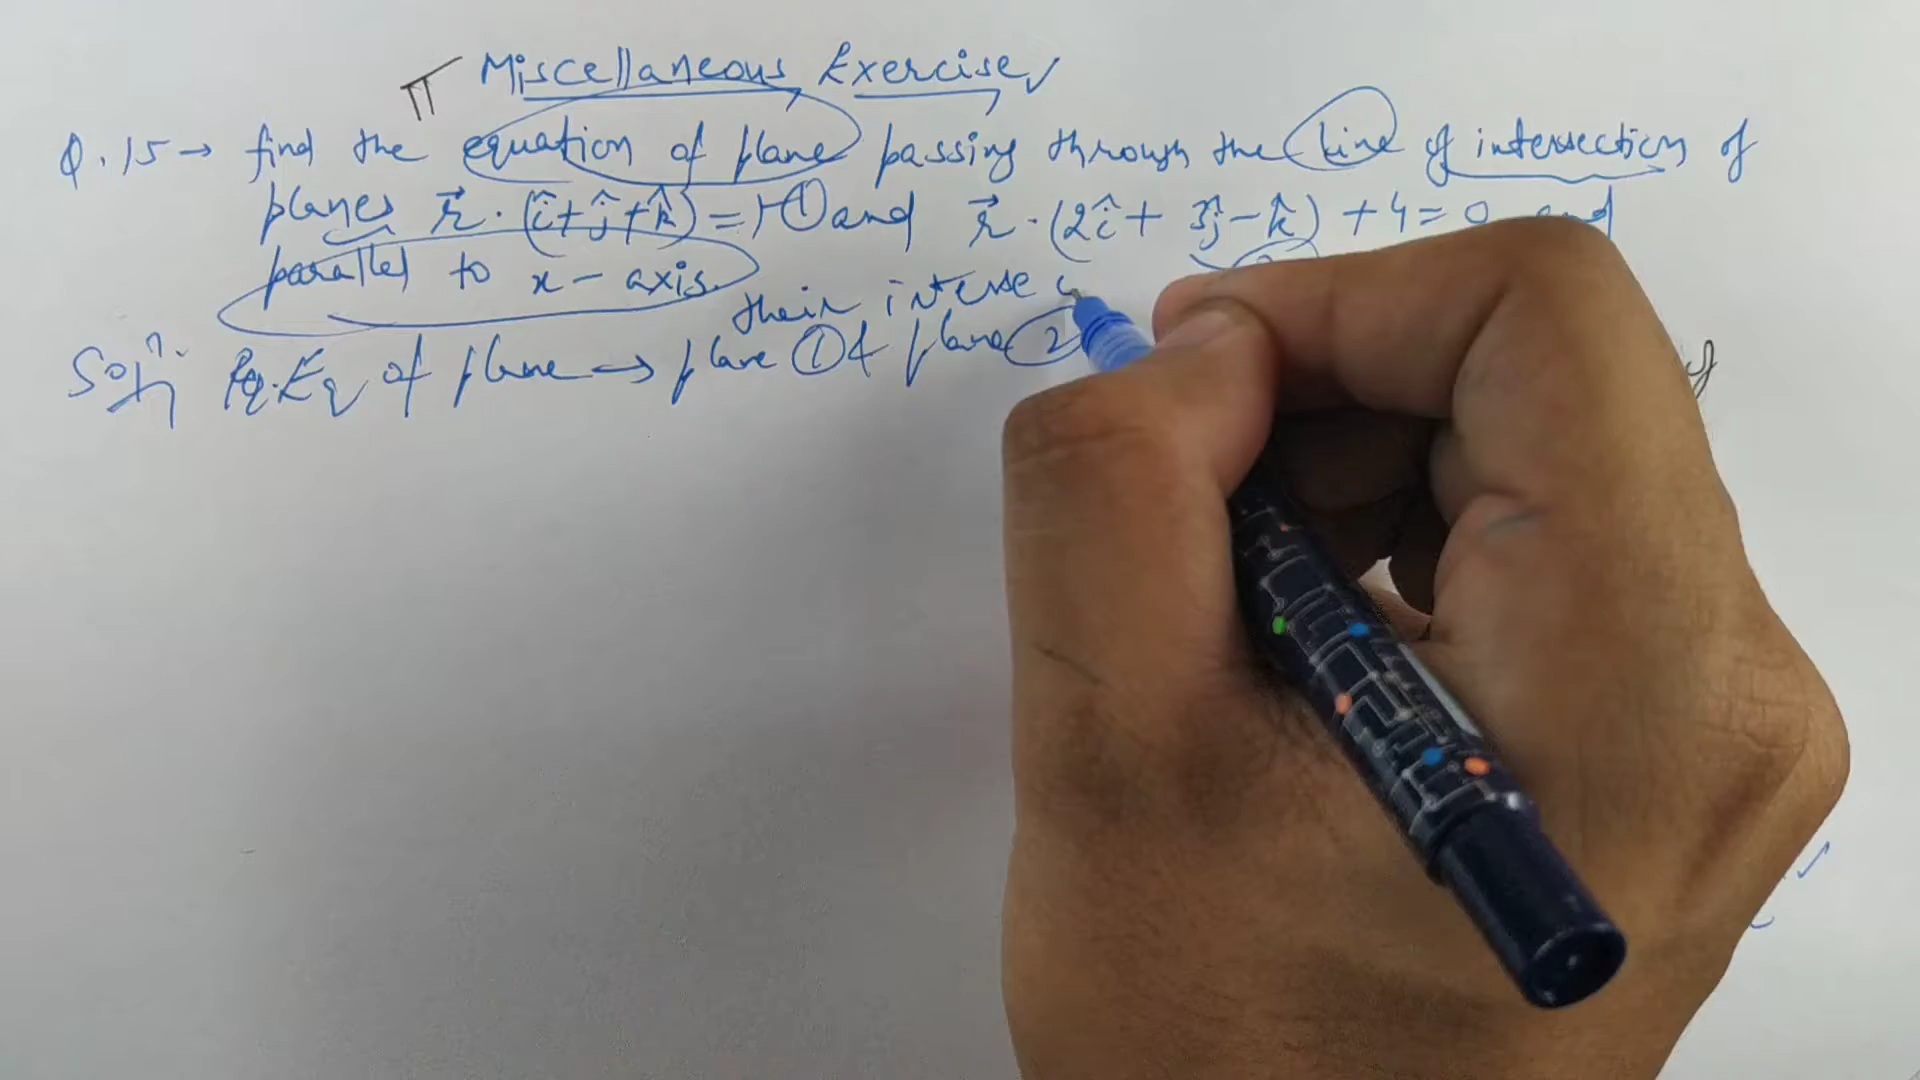 Miscellaneous Exercise
Q.15 → find the equation of plane passing through the line of intersection of
planes r⃗ · (î + ĵ + k̂) = 1 ① and r⃗ · (2î + 3ĵ − k̂) + 4 = 0 and
parallel to x − axis.
their interse
Solⁿ: Eq of plane → plane ① & plane ②